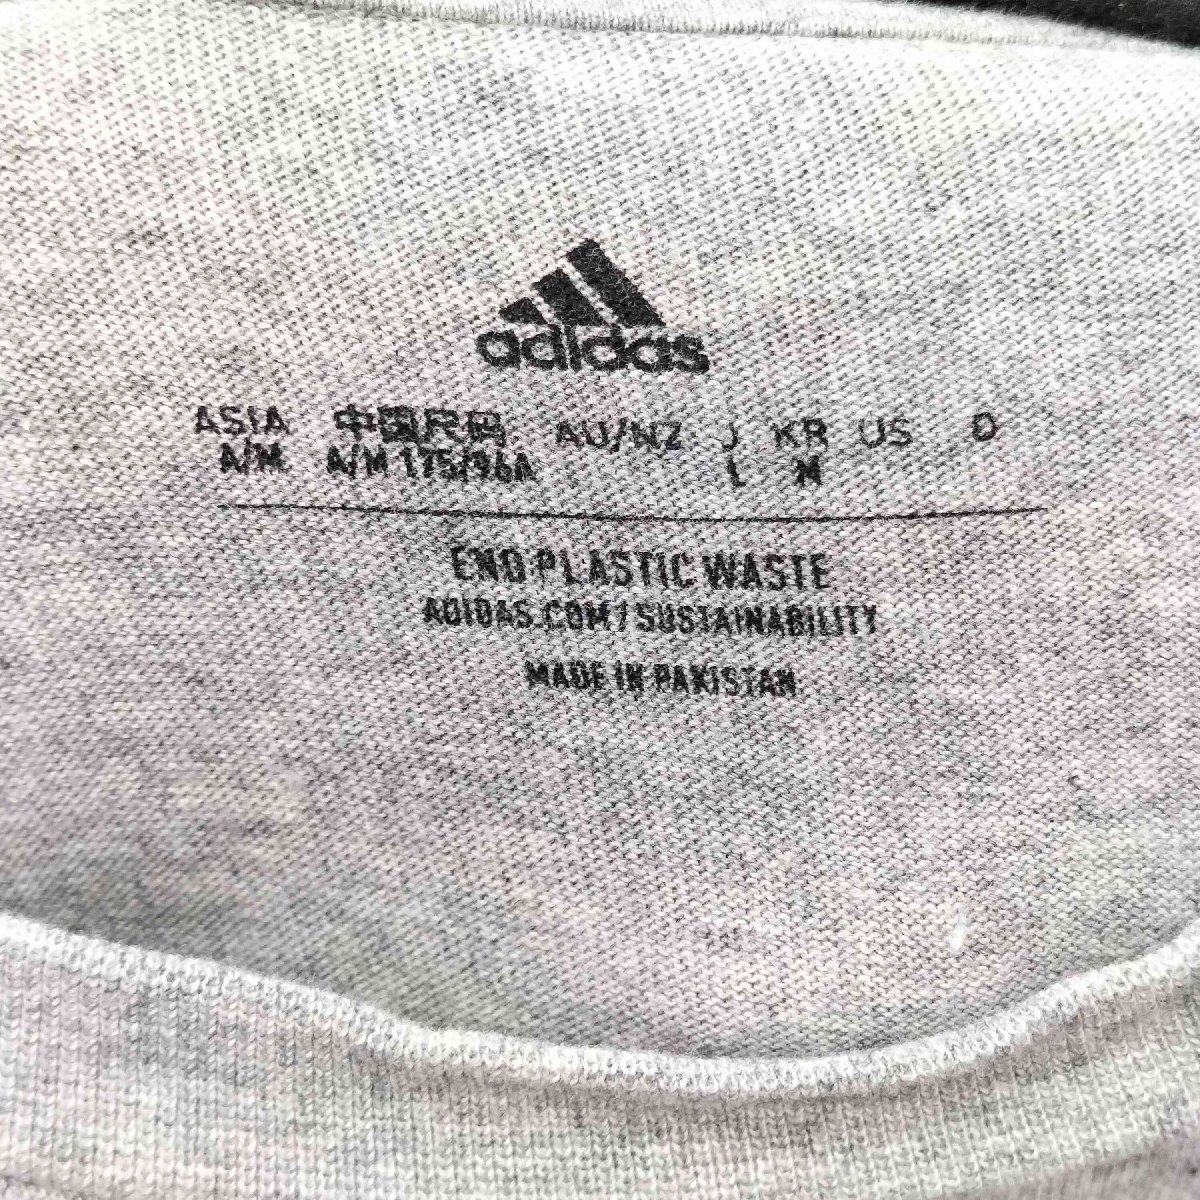 adidas
ASIA 中国尺码 AU/NZ J KR US D
A/M A/M 175/96A L M
END PLASTIC WASTE
ADIDAS.COM/SUSTAINABILITY
MADE IN PAKISTAN